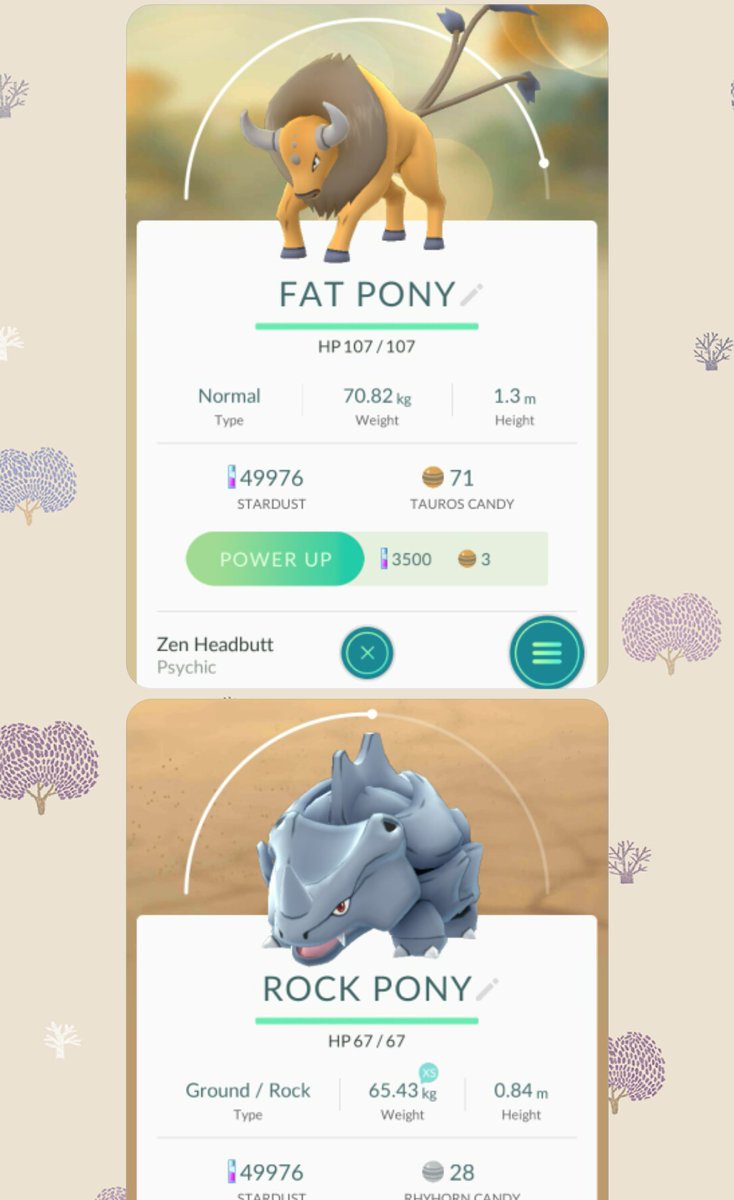 FAT PONY
HP 107 / 107
Normal 70.82 kg 1.3 m
Type Weight Height
49976 71
STARDUST TAUROS CANDY
POWER UP 3500 3
Zen Headbutt
Psychic
ROCK PONY
HP 67 / 67
XS
Ground / Rock 65.43 kg 0.84 m
Type Weight Height
49976 28
STARDUST RHYHORN CANDY